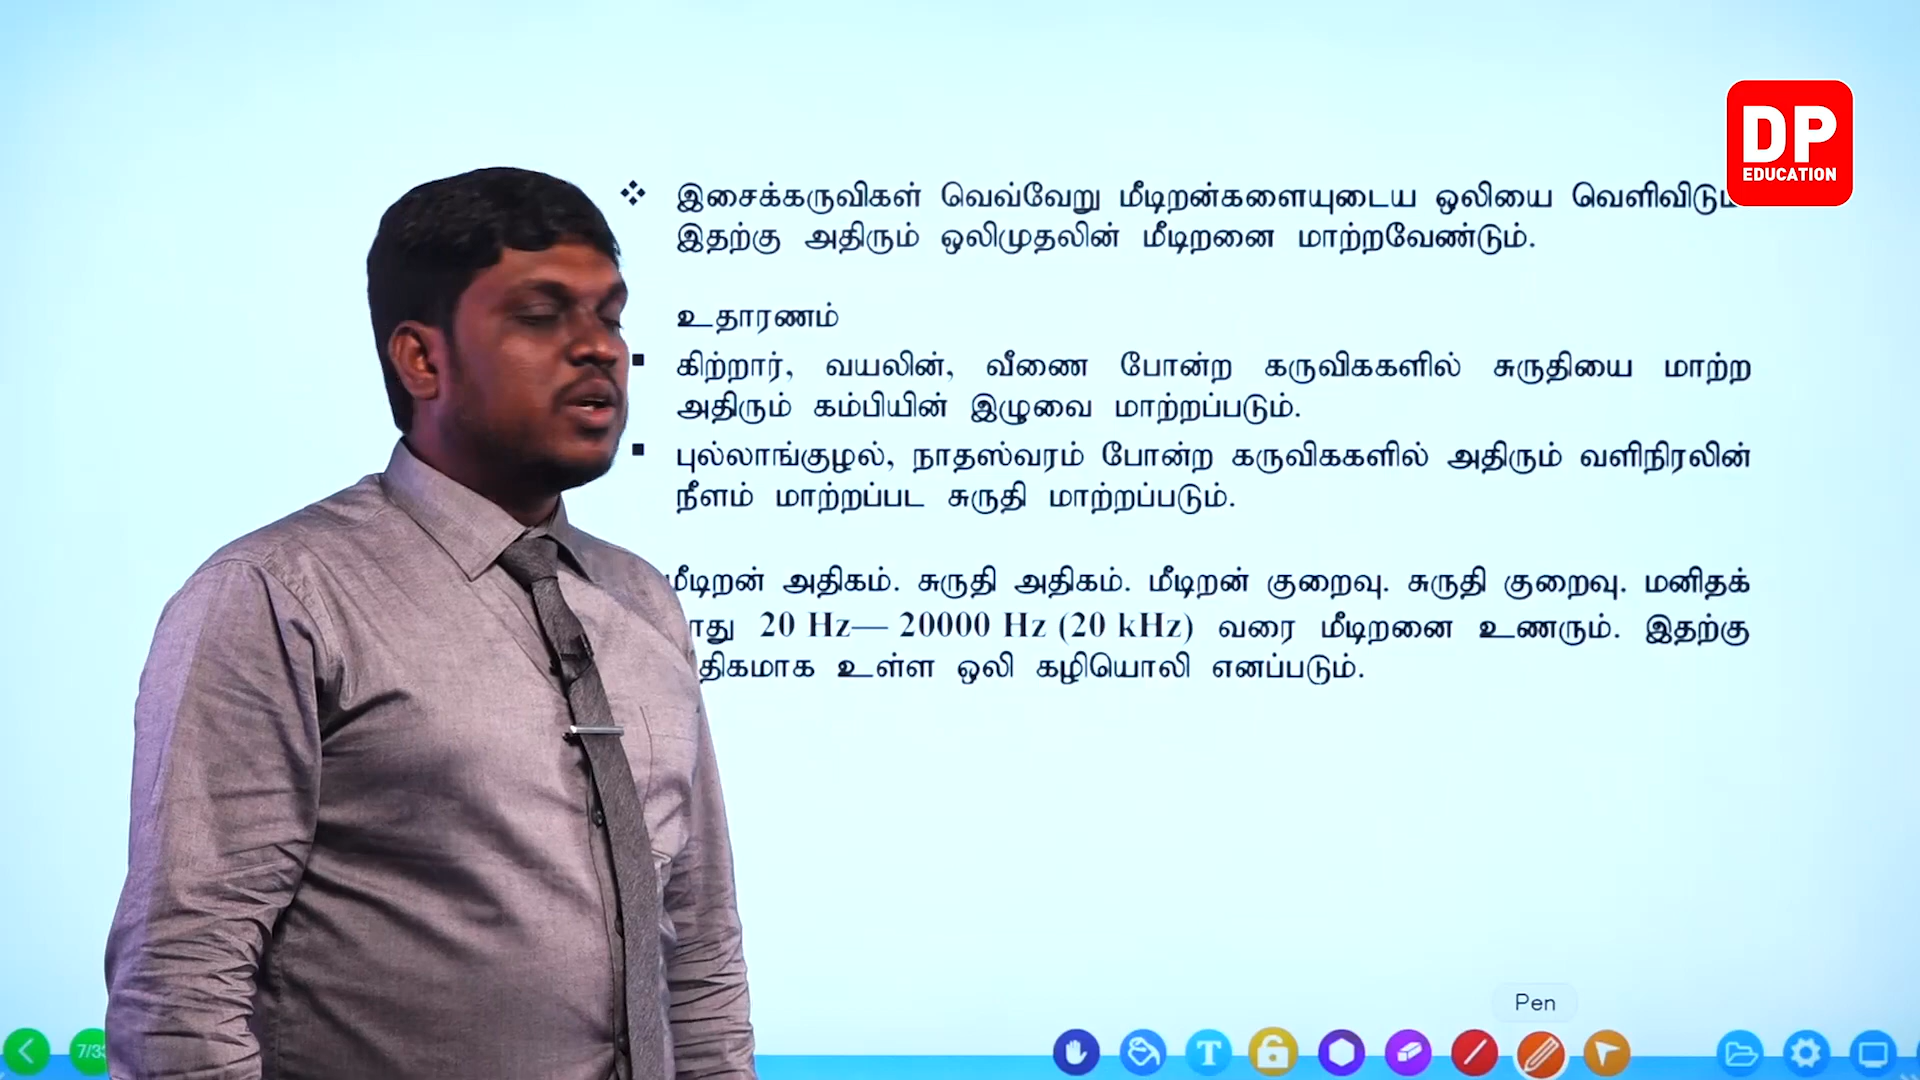 DP
EDUCATION
❖ இசைக்கருவிகள் வெவ்வேறு மீடிறன்களையுடைய ஒலியை வெளிவிடும்
இதற்கு அதிரும் ஒலிமுதலின் மீடிறனை மாற்றவேண்டும்.
உதாரணம்
▪ கிற்றார், வயலின், வீணை போன்ற கருவிககளில் சுருதியை மாற்ற
அதிரும் கம்பியின் இழுவை மாற்றப்படும்.
▪ புல்லாங்குழல், நாதஸ்வரம் போன்ற கருவிககளில் அதிரும் வளிநிரலின்
நீளம் மாற்றப்பட சுருதி மாற்றப்படும்.
மீடிறன் அதிகம். சுருதி அதிகம். மீடிறன் குறைவு. சுருதி குறைவு. மனிதக்
20 Hz— 20000 Hz (20 kHz) வரை மீடிறனை உணரும். இதற்கு
உள்ள ஒலி கழியொலி எனப்படும்.
Pen
7/33
T